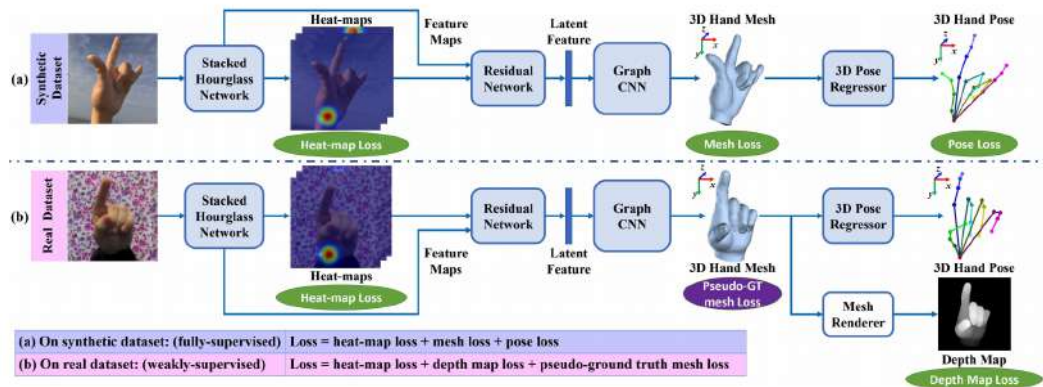 Heat-maps
Feature
Maps
Latent
Feature
3D Hand Mesh
3D Hand Pose
z
x
y
z
x
y
(a)
Synthetic
Dataset
Stacked
Hourglass
Network
Residual
Network
Graph
CNN
3D Pose
Regressor
Heat-map Loss
Mesh Loss
Pose Loss
(b)
Real Dataset
Stacked
Hourglass
Network
Residual
Network
Graph
CNN
z
x
y
3D Pose
Regressor
z
x
y
Heat-maps
Feature
Maps
Latent
Feature
3D Hand Mesh
3D Hand Pose
Heat-map Loss
Pseudo-GT
mesh Loss
Mesh
Renderer
Depth Map
Depth Map Loss
(a) On synthetic dataset: (fully-supervised) Loss = heat-map loss + mesh loss + pose loss
(b) On real dataset: (weakly-supervised) Loss = heat-map loss + depth map loss + pseudo-ground truth mesh loss